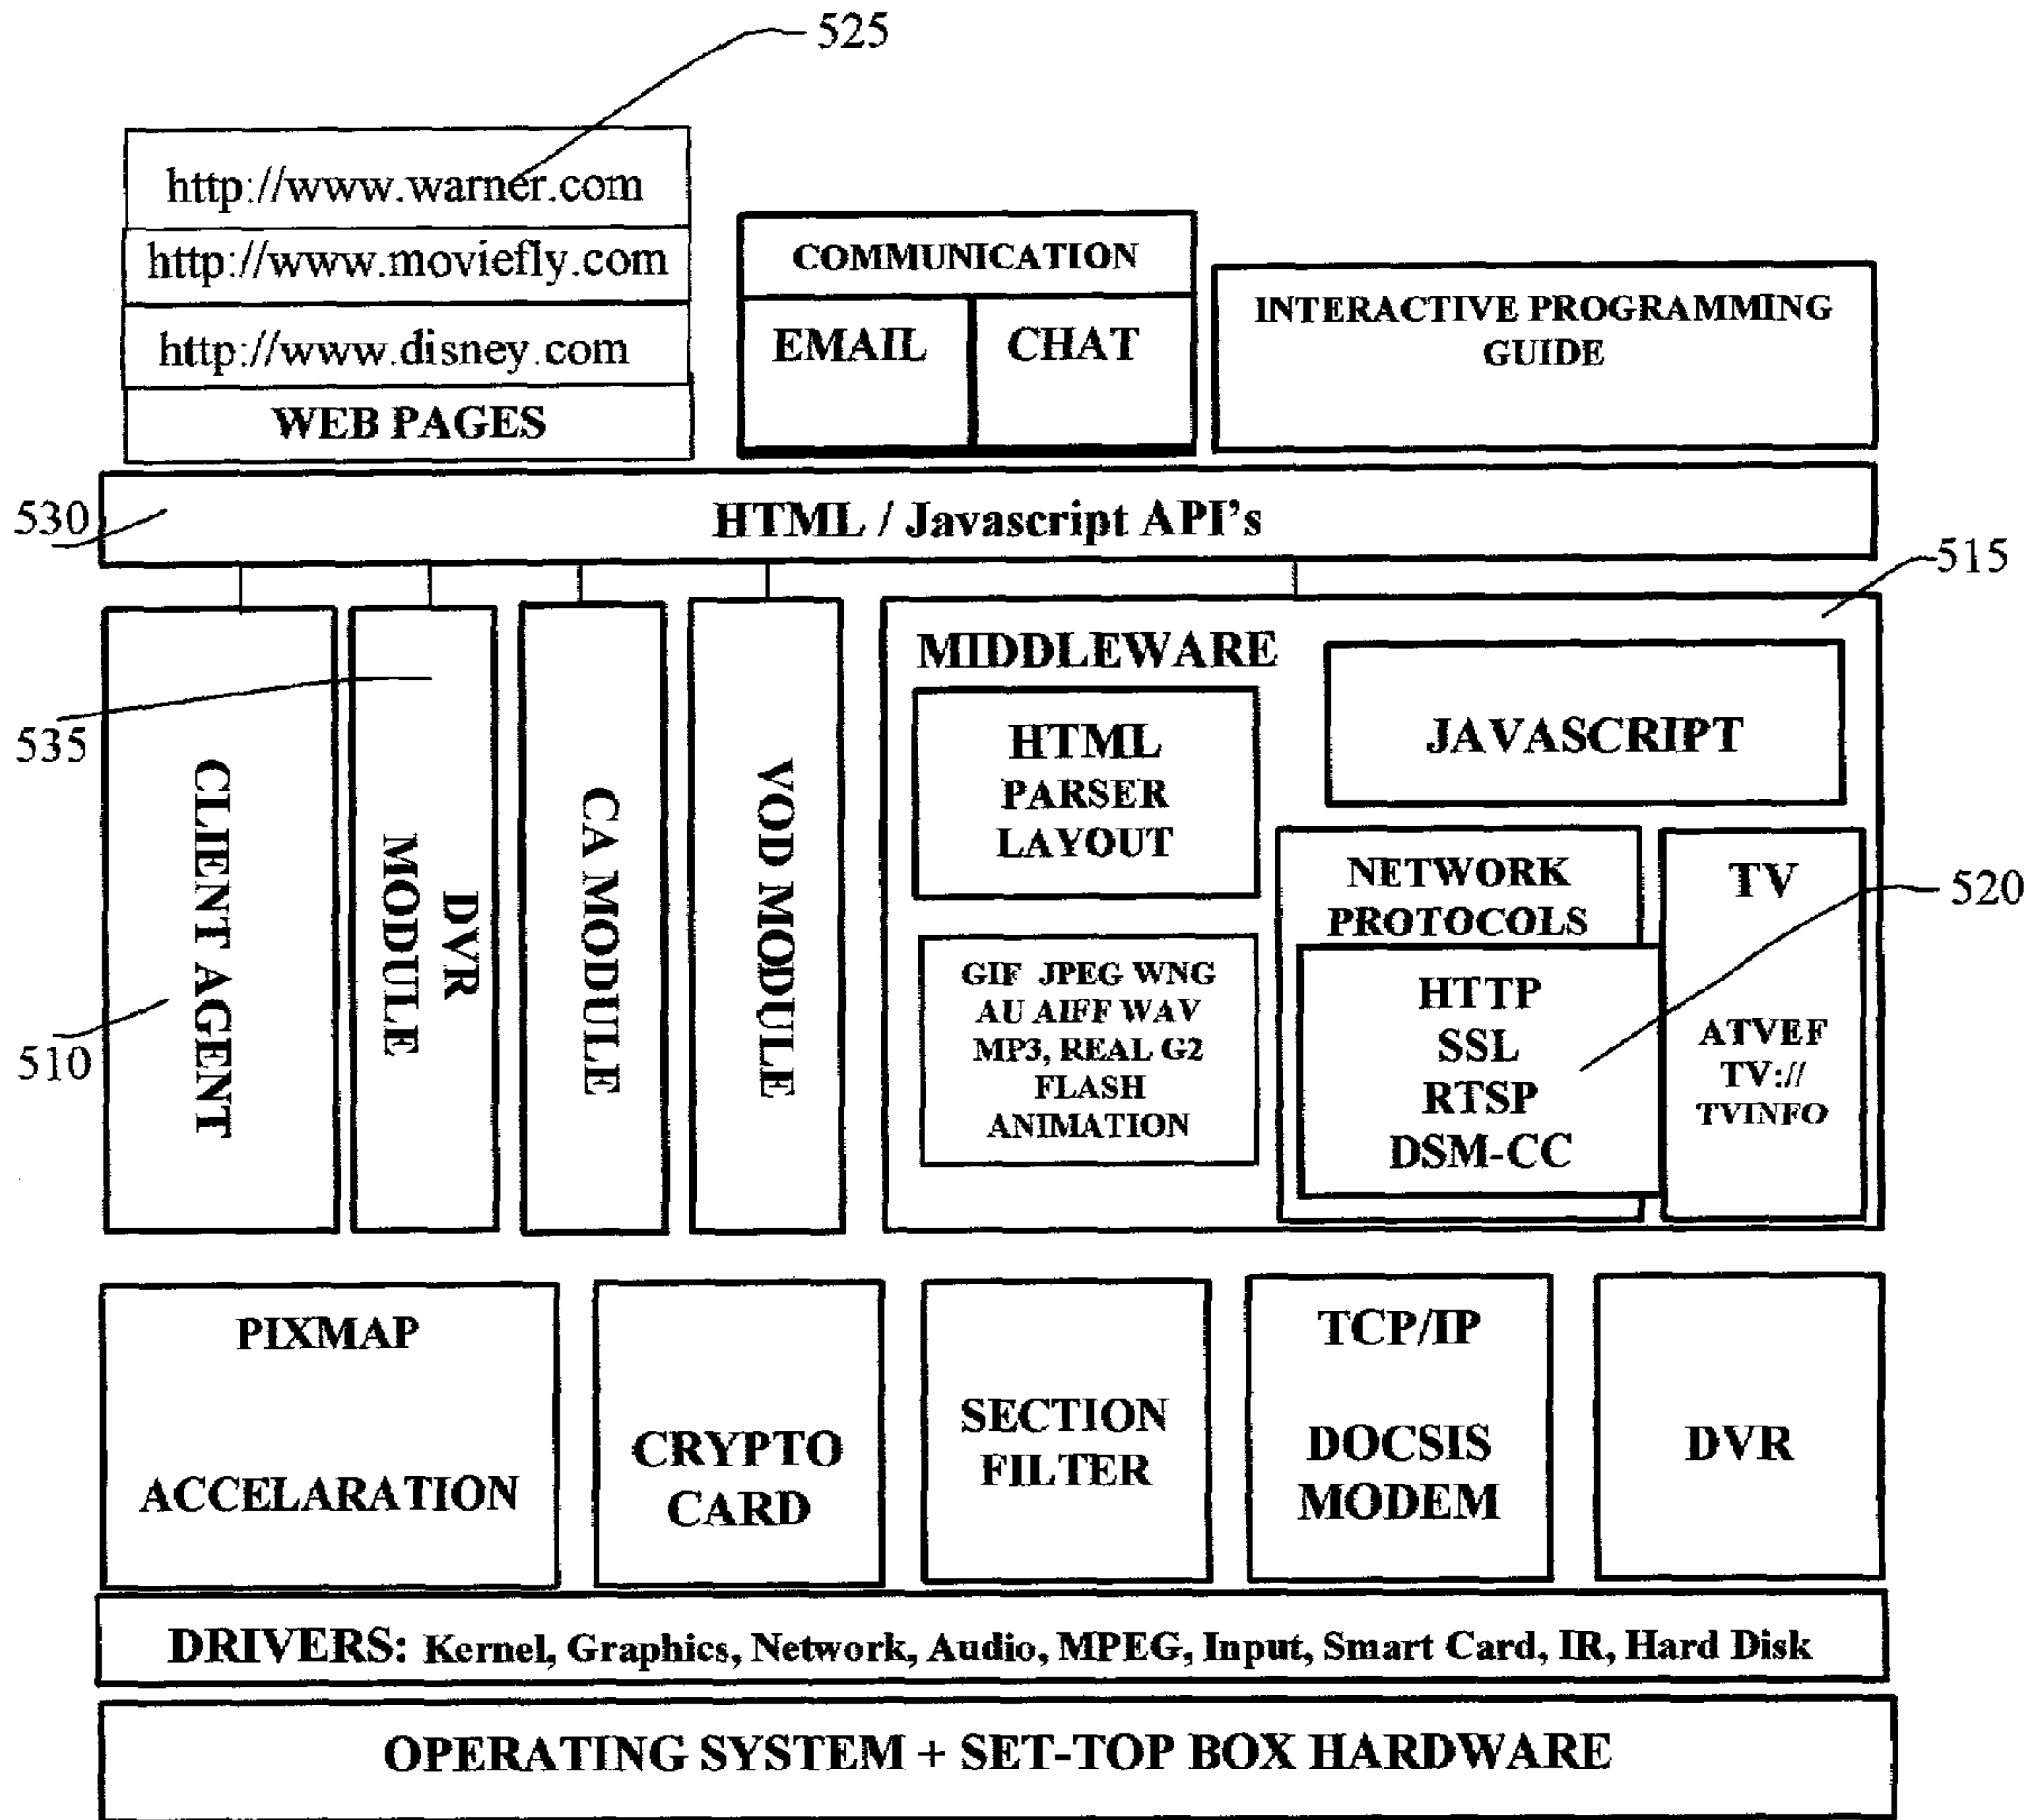 525
http://www.warner.com
http://www.moviefly.com
http://www.disney.com
WEB PAGES
COMMUNICATION
EMAIL
CHAT
INTERACTIVE PROGRAMMING
GUIDE
530
HTML / Javascript API's
515
535
510
CLIENT AGENT
DVR
MODULE
CA MODULE
VOD MODULE
MIDDLEWARE
HTML
PARSER
LAYOUT
JAVASCRIPT
GIF JPEG WNG
AU AIFF WAV
MP3, REAL G2
FLASH
ANIMATION
NETWORK
PROTOCOLS
HTTP
SSL
RTSP
DSM-CC
TV
ATVEF
TV://
TVINFO
520
PIXMAP
ACCELARATION
CRYPTO
CARD
SECTION
FILTER
TCP/IP
DOCSIS
MODEM
DVR
DRIVERS: Kernel, Graphics, Network, Audio, MPEG, Input, Smart Card, IR, Hard Disk
OPERATING SYSTEM + SET-TOP BOX HARDWARE